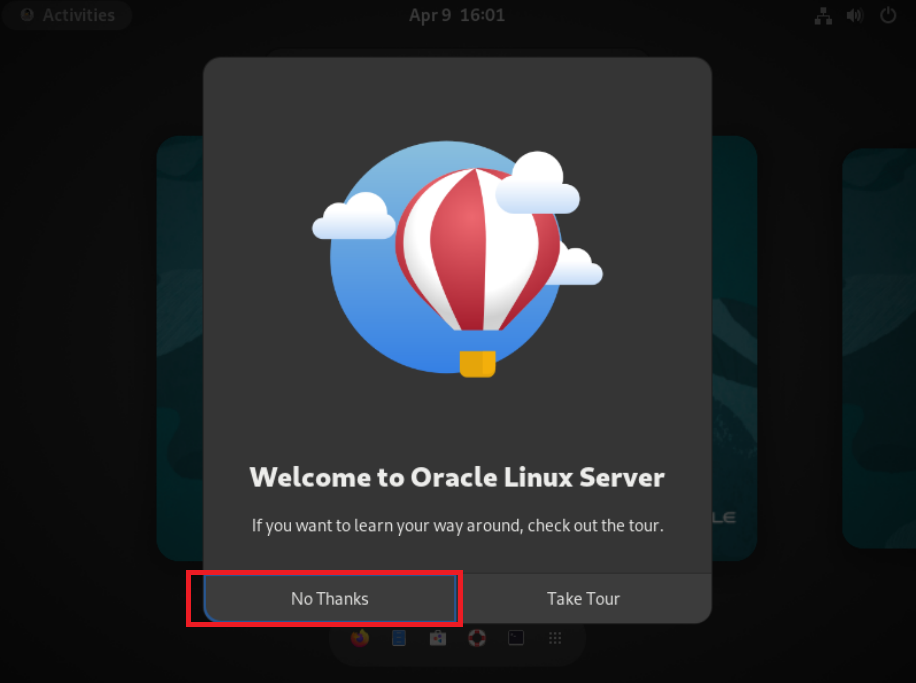 Activities
Apr 9 16:01
Welcome to Oracle Linux Server
If you want to learn your way around, check out the tour.
LE
No Thanks
Take Tour